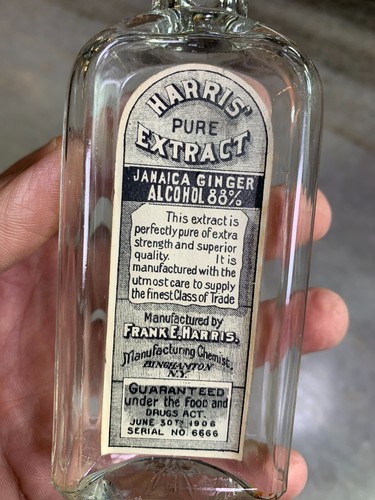 HARRIS'
PURE
EXTRACT
JAMAICA GINGER
ALCOHOL 88%
This extract is
perfectly pure of extra
strength and superior
quality. It is
manufactured with the
utmost care to supply
the finest Class of Trade
Manufactured by
FRANK E. HARRIS,
Manufacturing Chemist,
BINGHAMTON
N.Y.
GUARANTEED
under the Food and
DRUGS ACT.
JUNE 30TH 1906
SERIAL NO. 6666